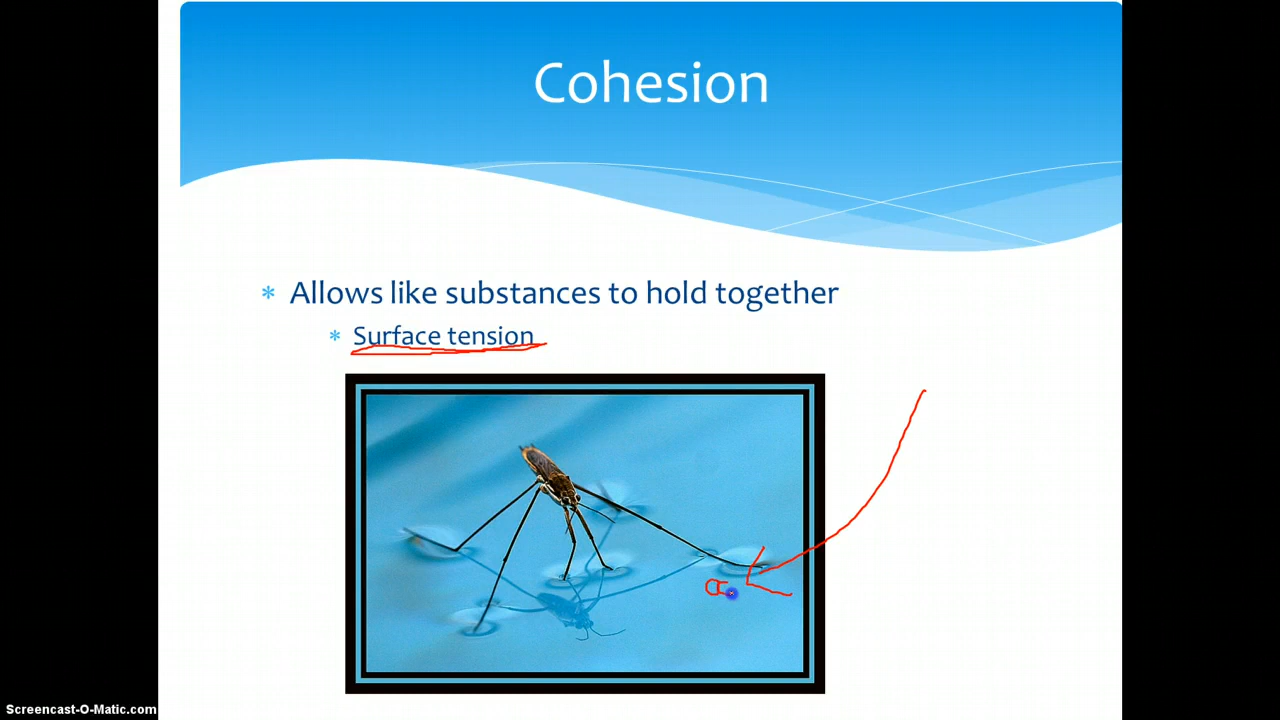 Cohesion
* Allows like substances to hold together
* Surface tension
Screencast-O-Matic.com